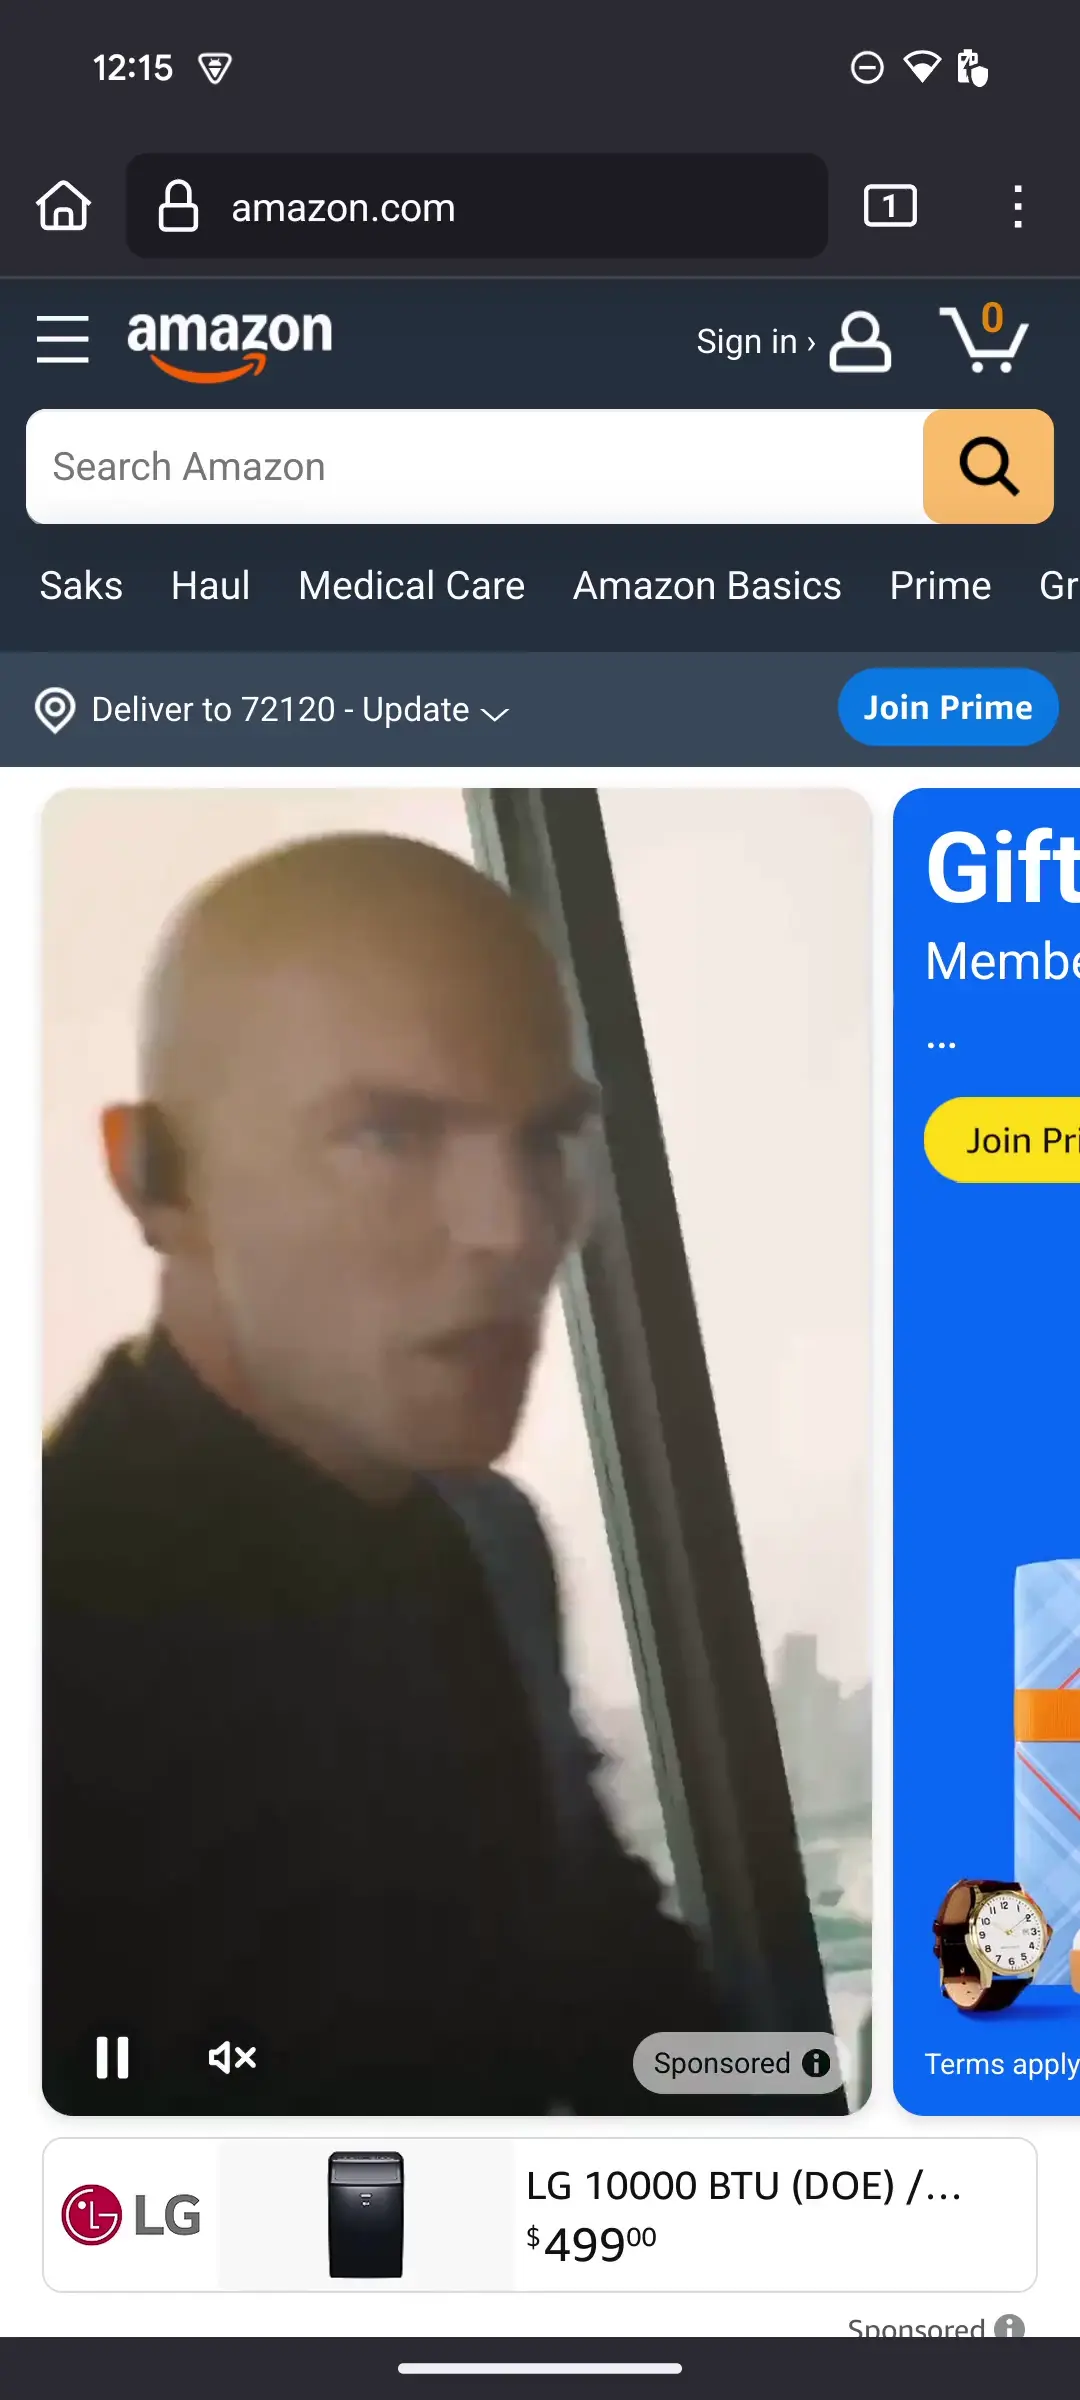 12:15
amazon.com
1
amazon
Sign in ›
0
Search Amazon
Saks Haul Medical Care Amazon Basics Prime Gr
Deliver to 72120 - Update
Join Prime
Gift
Membe
...
Join Pri
Terms apply
Sponsored
LG
LG 10000 BTU (DOE) /...
$49900
Sponsored